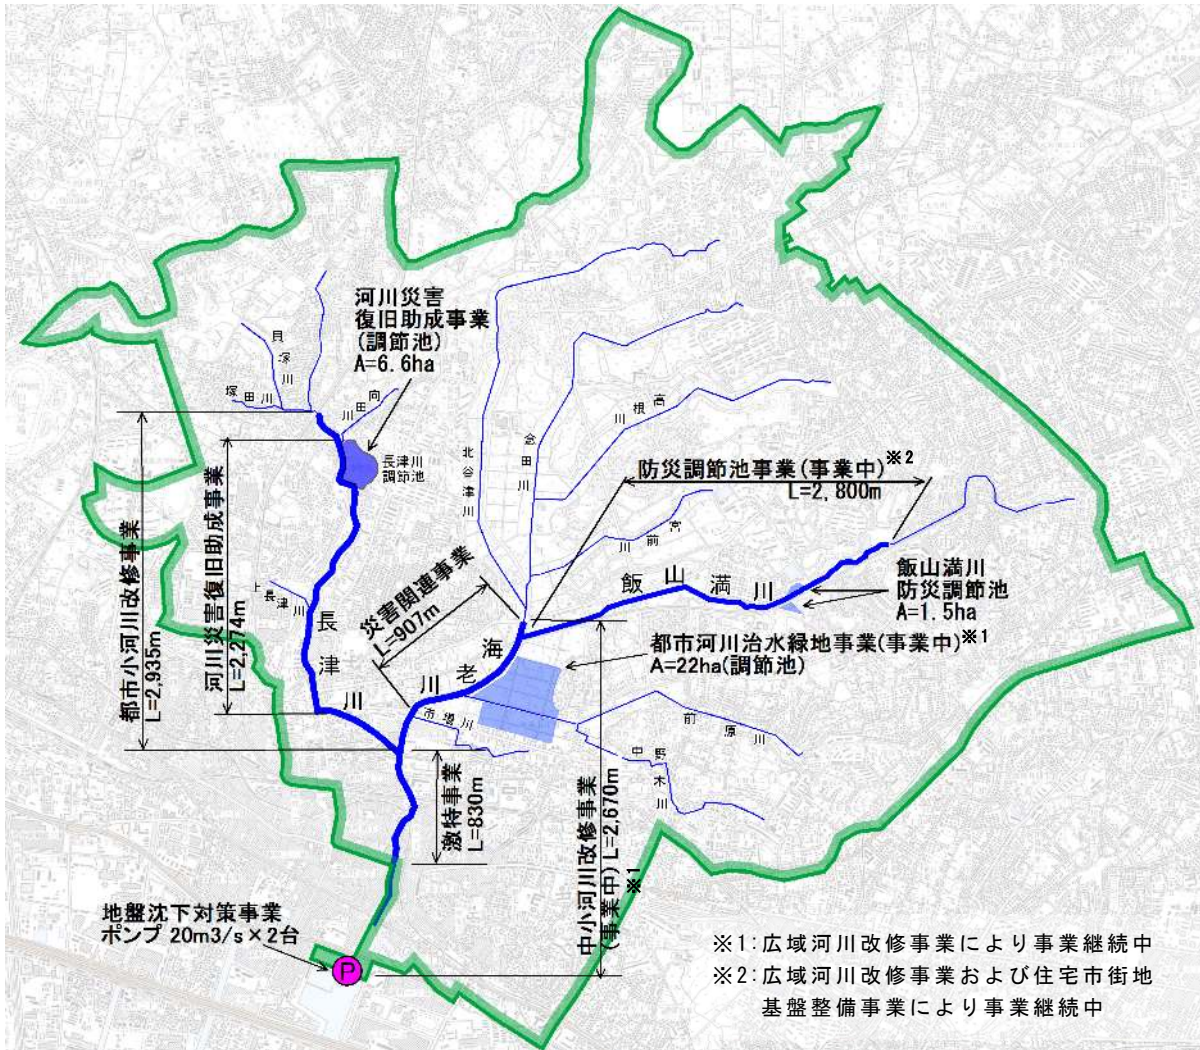 河川災害
復旧助成事業
(調節池)
A=6.6ha
貝塚川
塚田川
向田川
長津川
調節池
北谷津川
念田川
高根川
防災調節池事業(事業中)※2
L=2,800m
宮前川
飯山満川
飯山満川
防災調節池
A=1.5ha
都市小河川改修事業
L=2,935m
河川災害復旧助成事業
L=2,274m
上長津川
長津川
災害関連事業
L=907m
海老川
都市河川治水緑地事業(事業中)※1
A=22ha(調節池)
市場川
前原川
中野木川
激特事業
L=830m
中小河川改修事業
(事業中) L=2,670m
※1
地盤沈下対策事業
ポンプ 20m3/s×2台
P
※1:広域河川改修事業により事業継続中
※2:広域河川改修事業および住宅市街地
基盤整備事業により事業継続中